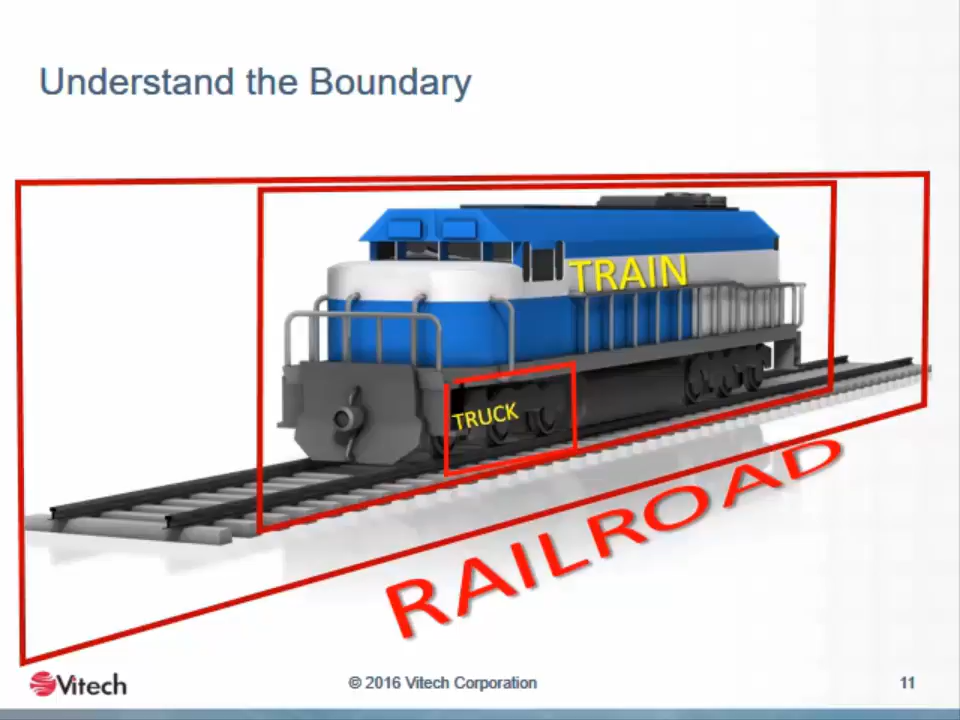 Understand the Boundary
TRAIN
TRUCK
RAILROAD
Vitech
© 2016 Vitech Corporation
11